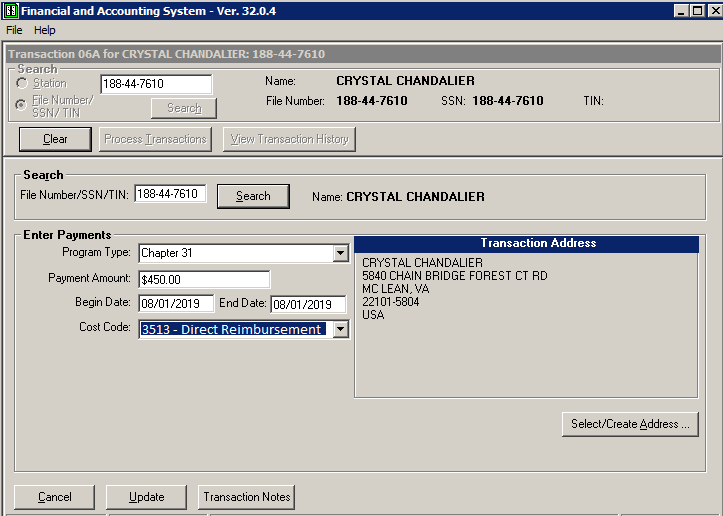 Financial and Accounting System - Ver. 32.0.4
File Help
Transaction 06A for CRYSTAL CHANDALIER: 188-44-7610
Search
Station
188-44-7610
File Number/
SSN/ TIN
Search
Name: CRYSTAL CHANDALIER
File Number: 188-44-7610 SSN: 188-44-7610 TIN:
Clear Process Transactions View Transaction History
Search
File Number/SSN/TIN: 188-44-7610 Search Name: CRYSTAL CHANDALIER
Enter Payments
Program Type: Chapter 31
Payment Amount: $450.00
Begin Date: 08/01/2019 End Date: 08/01/2019
Cost Code: 3513 - Direct Reimbursement
Transaction Address
CRYSTAL CHANDALIER
5840 CHAIN BRIDGE FOREST CT RD
MC LEAN, VA
22101-5804
USA
Select/Create Address ...
Cancel Update Transaction Notes